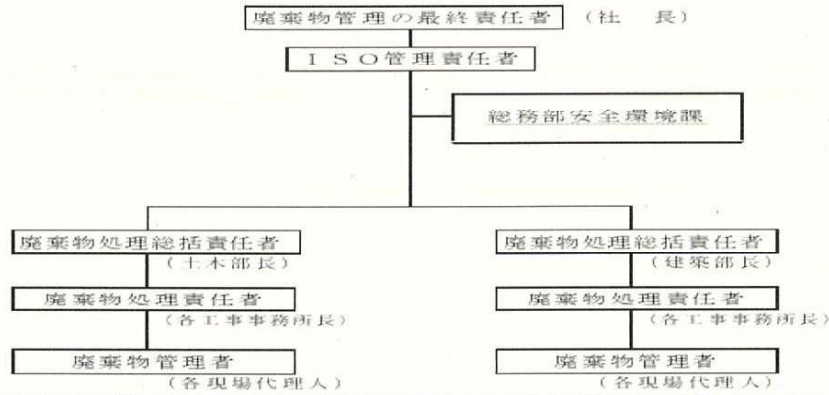 廃棄物管理の最終責任者 (社 長)
ISO管理責任者
総務部安全環境課
廃棄物処理総括責任者
(土木部長)
廃棄物処理責任者
(各工事事務所長)
廃棄物管理者
(各現場代理人)
廃棄物処理総括責任者
(建築部長)
廃棄物処理責任者
(各工事事務所長)
廃棄物管理者
(各現場代理人)